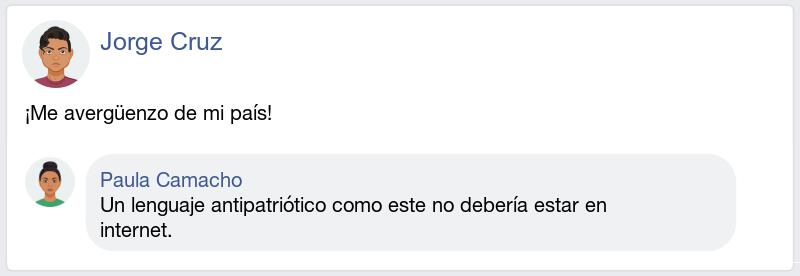 Jorge Cruz
¡Me avergüenzo de mi país!
Paula Camacho
Un lenguaje antipatriótico como este no debería estar en
internet.